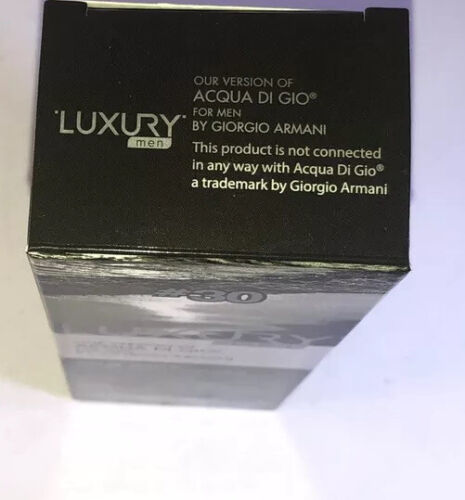 OUR VERSION OF
ACQUA DI GIO®
FOR MEN
BY GIORGIO ARMANI
LUXURY
men
This product is not connected
in any way with Acqua Di Gio®
a trademark by Giorgio Armani
#30
LUXURY